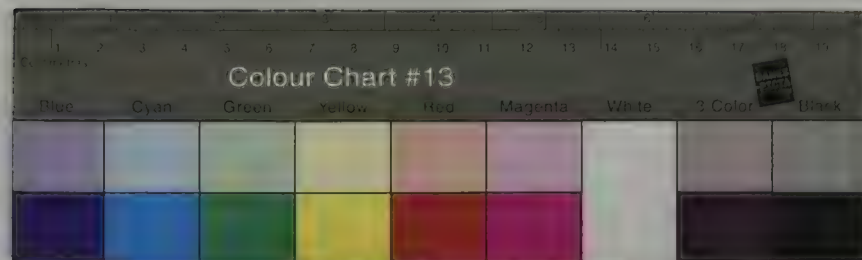 1 2 3 4 5 6 7 8 9 10 11 12 13 14 15 16 17 18 19
Colour Chart #13
Blue Cyan Green Yellow Red Magenta White 3 Color Black